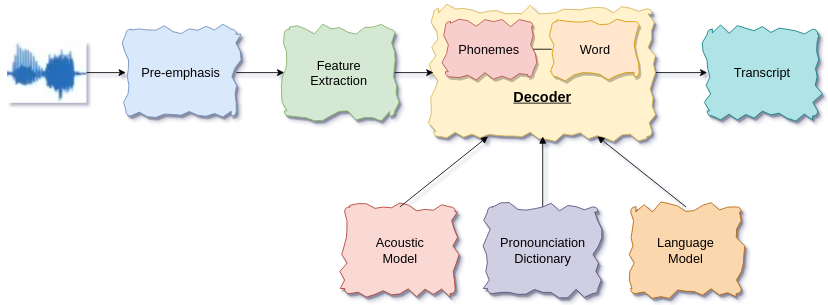 Pre-emphasis
Feature
Extraction
Phonemes
Word
Decoder
Transcript
Acoustic
Model
Pronounciation
Dictionary
Language
Model